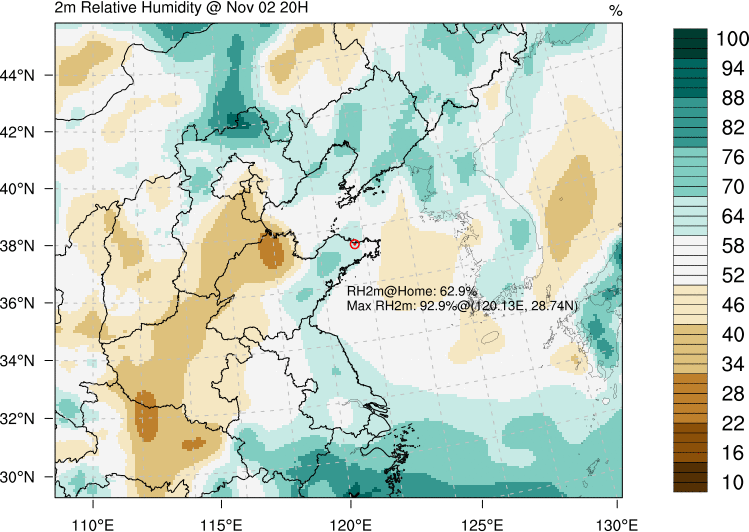 2m Relative Humidity @ Nov 02 20H
%
44°N
42°N
40°N
38°N
36°N
34°N
32°N
30°N
110°E
115°E
120°E
125°E
130°E
RH2m@Home: 62.9%
Max RH2m: 92.9%@(120.13E, 28.74N)
100
94
88
82
76
70
64
58
52
46
40
34
28
22
16
10